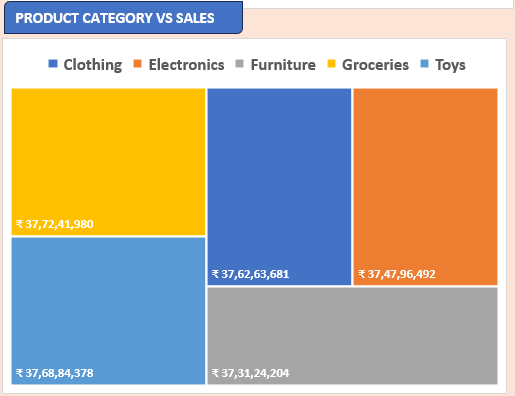 PRODUCT CATEGORY VS SALES
Clothing Electronics Furniture Groceries Toys
₹ 37,72,41,980
₹ 37,62,63,681
₹ 37,47,96,492
₹ 37,68,84,378
₹ 37,31,24,204